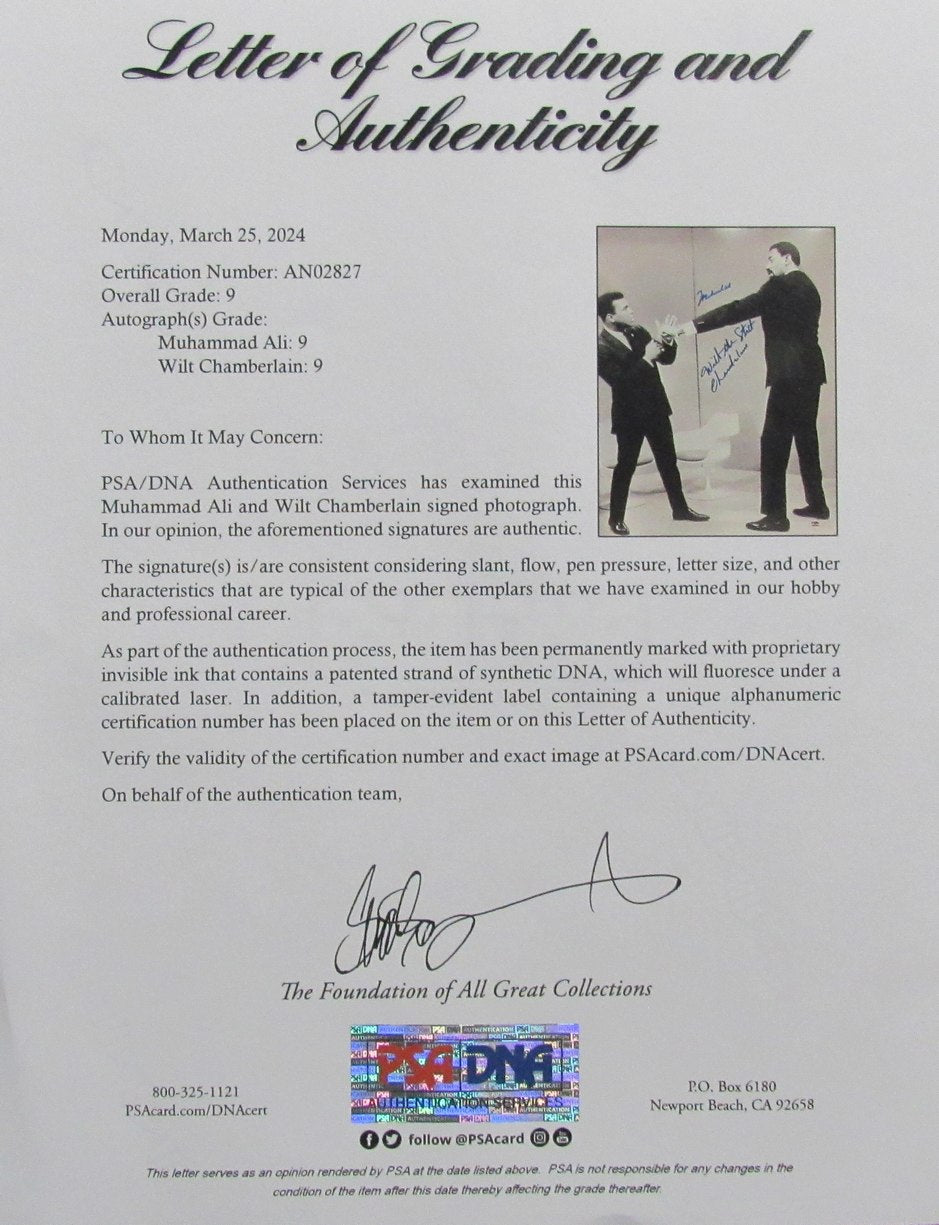 Letter of Grading and
Authenticity
Monday, March 25, 2024
Certification Number: AN02827
Overall Grade: 9
Autograph(s) Grade:
Muhammad Ali: 9
Wilt Chamberlain: 9
Wilt the Stilt
Chamberlain
To Whom It May Concern:
PSA/DNA Authentication Services has examined this
Muhammad Ali and Wilt Chamberlain signed photograph.
In our opinion, the aforementioned signatures are authentic.
The signature(s) is/are consistent considering slant, flow, pen pressure, letter size, and other
characteristics that are typical of the other exemplars that we have examined in our hobby
and professional career.
As part of the authentication process, the item has been permanently marked with proprietary
invisible ink that contains a patented strand of synthetic DNA, which will fluoresce under a
calibrated laser. In addition, a tamper-evident label containing a unique alphanumeric
certification number has been placed on the item or on this Letter of Authenticity.
Verify the validity of the certification number and exact image at PSAcard.com/DNAcert.
On behalf of the authentication team,
The Foundation of All Great Collections
PSA DNA
AUTHENTICATION SERVICES
800-325-1121
PSAcard.com/DNAcert
P.O. Box 6180
Newport Beach, CA 92658
follow @PSAcard
This letter serves as an opinion rendered by PSA at the date listed above. PSA is not responsible for any changes in the
condition of the item after this date thereby affecting the grade thereafter.